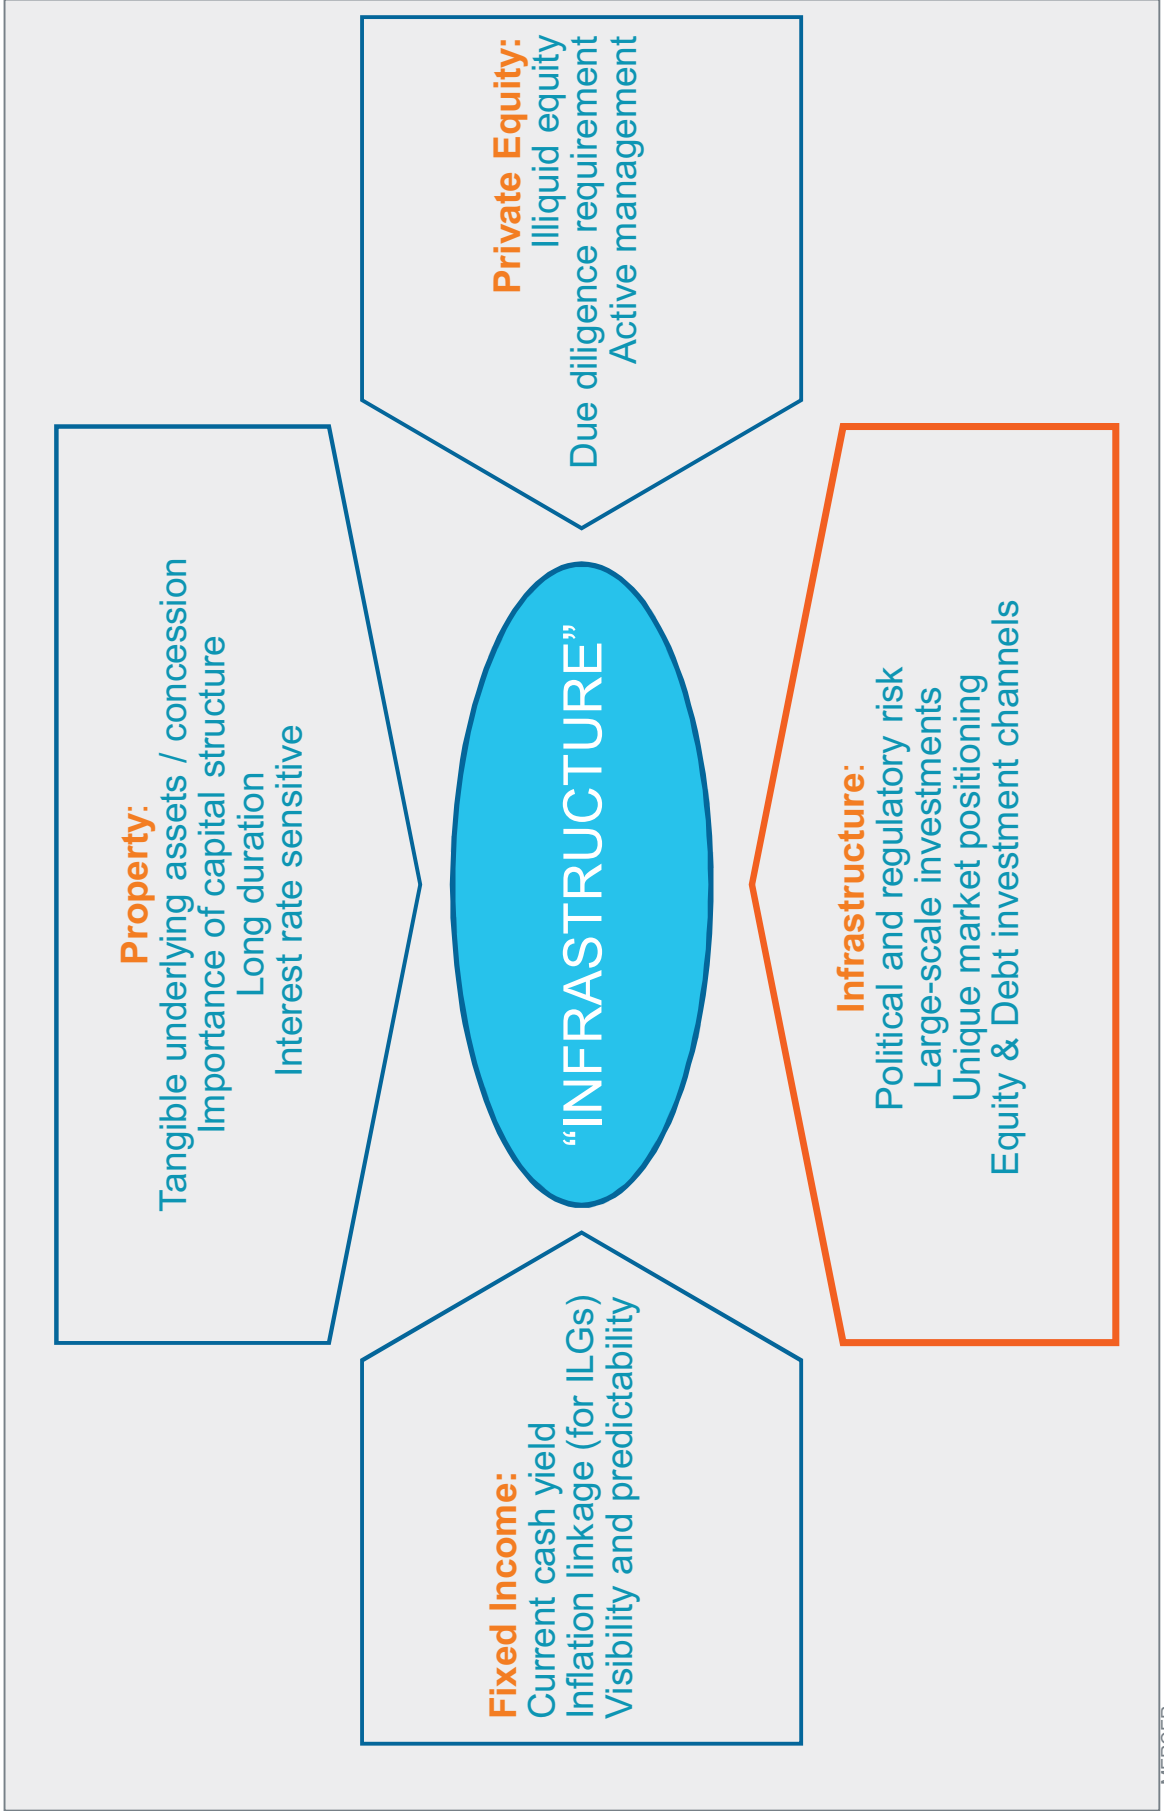 Property:
Tangible underlying assets / concession
Importance of capital structure
Long duration
Interest rate sensitive
Fixed Income:
Current cash yield
Inflation linkage (for ILGs)
Visibility and predictability
“INFRASTRUCTURE”
Private Equity:
Illiquid equity
Due diligence requirement
Active management
Infrastructure:
Political and regulatory risk
Large-scale investments
Unique market positioning
Equity & Debt investment channels